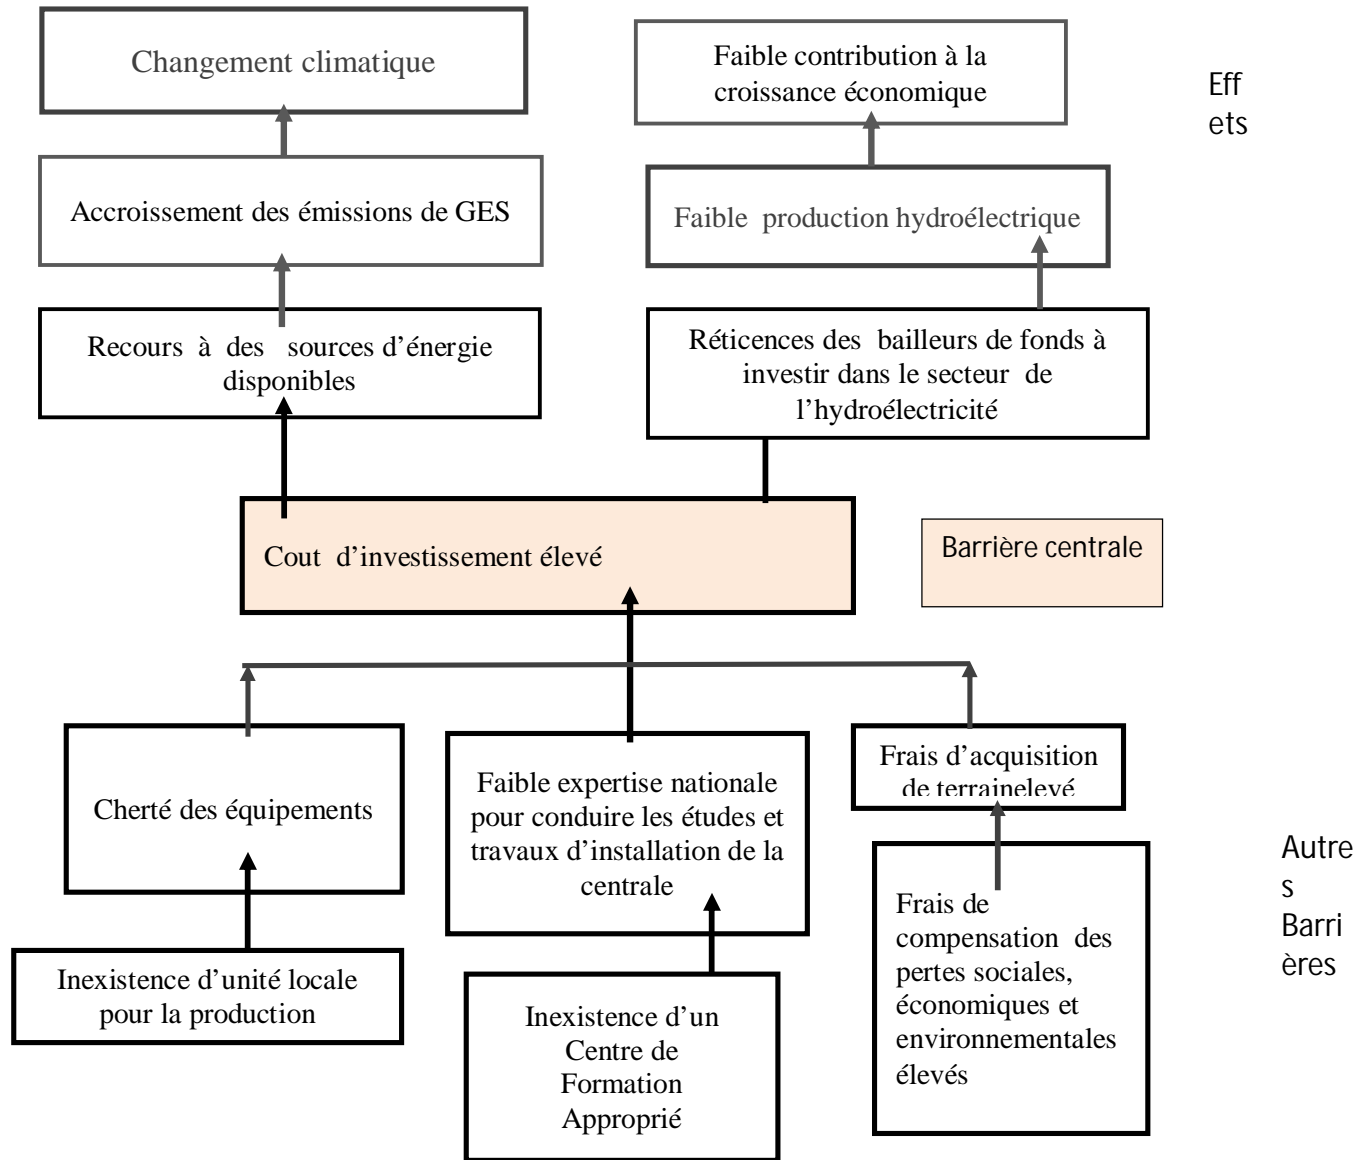 Changement climatique
Faible contribution à la
croissance économique
Eff
ets
Accroissement des émissions de GES
Faible production hydroélectrique
Recours à des sources d’énergie
disponibles
Réticences des bailleurs de fonds à
investir dans le secteur de
l’hydroélectricité
Cout d’investissement élevé
Barrière centrale
Cherté des équipements
Faible expertise nationale
pour conduire les études et
travaux d’installation de la
centrale
Frais d’acquisition
de terrainelevé
Autre
s
Barri
ères
Inexistence d’unité locale
pour la production
Inexistence d’un
Centre de
Formation
Approprié
Frais de
compensation des
pertes sociales,
économiques et
environnementales
élevés